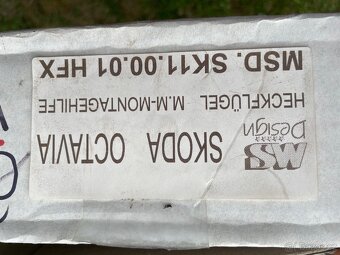 MS Design
SKODA OCTAVIA
HECKFLÜGEL M.M-MONTAGEHILFE
MSD. SK11.00.01 HFX